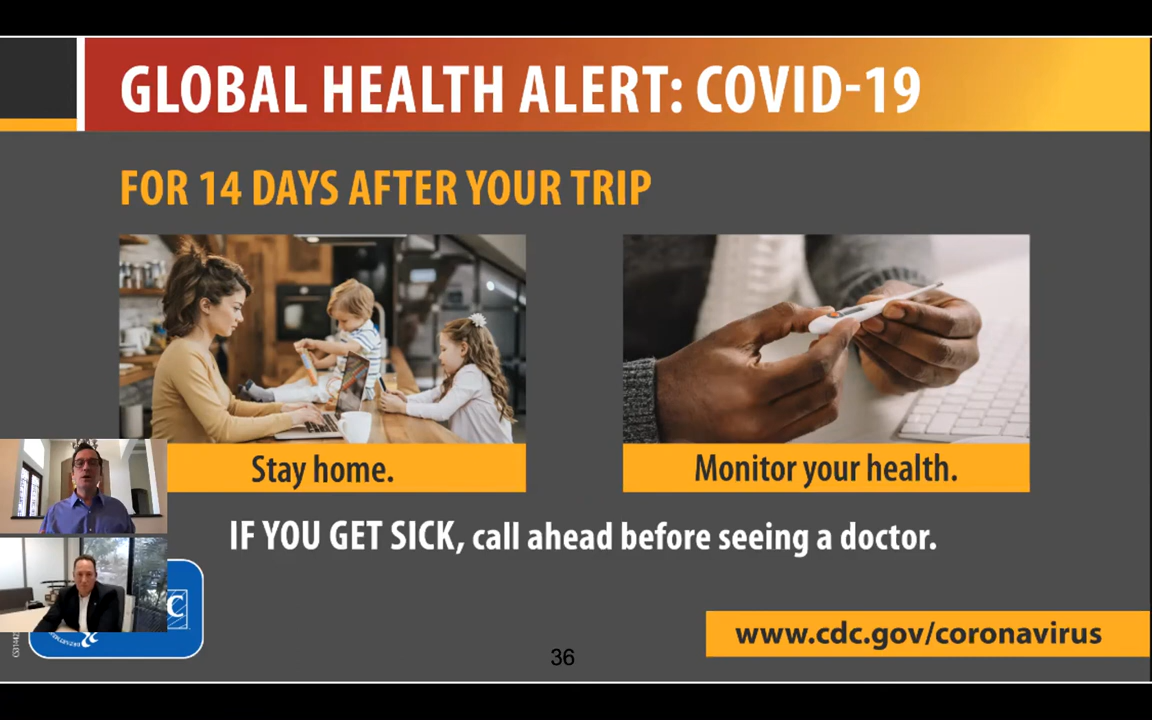 GLOBAL HEALTH ALERT: COVID-19
FOR 14 DAYS AFTER YOUR TRIP
Stay home.
Monitor your health.
IF YOU GET SICK, call ahead before seeing a doctor.
C
www.cdc.gov/coronavirus
36